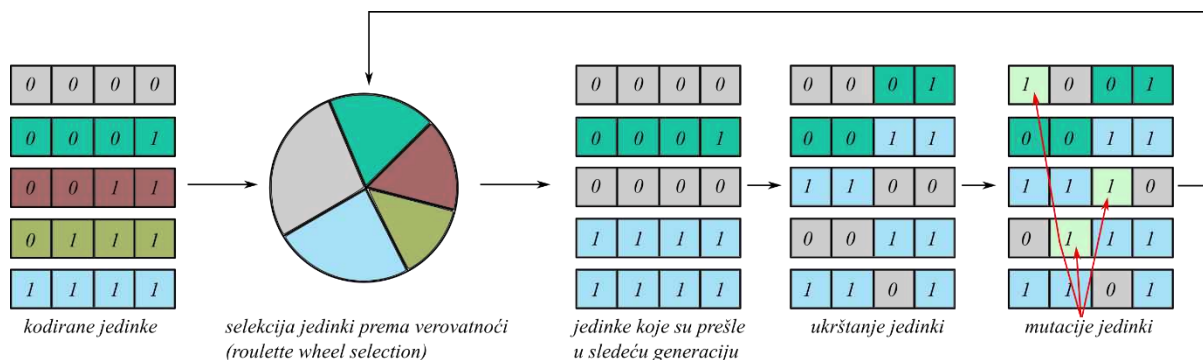 0 0 0 0
0 0 0 1
0 0 1 1
0 1 1 1
1 1 1 1
kodirane jedinke
selekcija jedinki prema verovatnoći
(roulette wheel selection)
0 0 0 0
0 0 0 1
0 0 0 0
1 1 1 1
1 1 1 1
jedinke koje su prešle
u sledeću generaciju
0 0 0 1
0 0 1 1
1 1 0 0
0 0 1 1
1 1 0 1
ukrštanje jedinki
1 0 0 1
0 0 1 1
1 1 1 0
0 1 1 1
1 1 0 1
mutacije jedinki